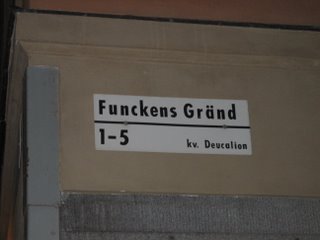 Funckens Gränd
1-5
kv. Deucalion